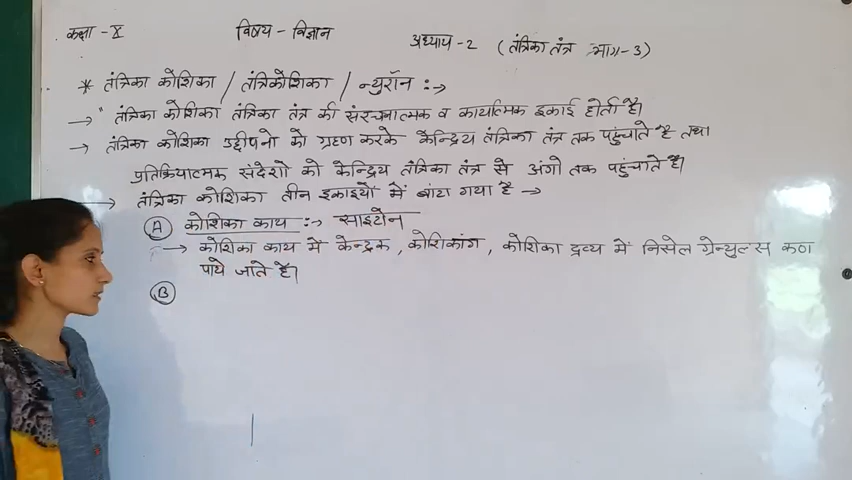 कक्षा - X विषय - विज्ञान अध्याय - 2 (तंत्रिका तंत्र भाग - 3)
* तंत्रिका कोशिका / तंत्रिकोशिका / न्युरॉन :→
→ " तंत्रिका कोशिका तंत्रिका तंत्र की संरचनात्मक व कार्यात्मक इकाई होती है।
→ तंत्रिका कोशिका उद्दीपनो को ग्रहण करके केन्द्रिय तंत्रिका तंत्र तक पहुंचाते है तथा
प्रतिक्रियात्मक संदेशो को केन्द्रिय तंत्रिका तंत्र से अंगो तक पहुंचाते है।
→ तंत्रिका कोशिका तीन इकाइयों में बांटा गया है →
(A) कोशिका काय :→ साइटोन
→ कोशिका काय में केन्द्रक, कोशिकांग, कोशिका द्रव्य में निसेल ग्रेन्युल्स कण
पाये जाते है।
(B)